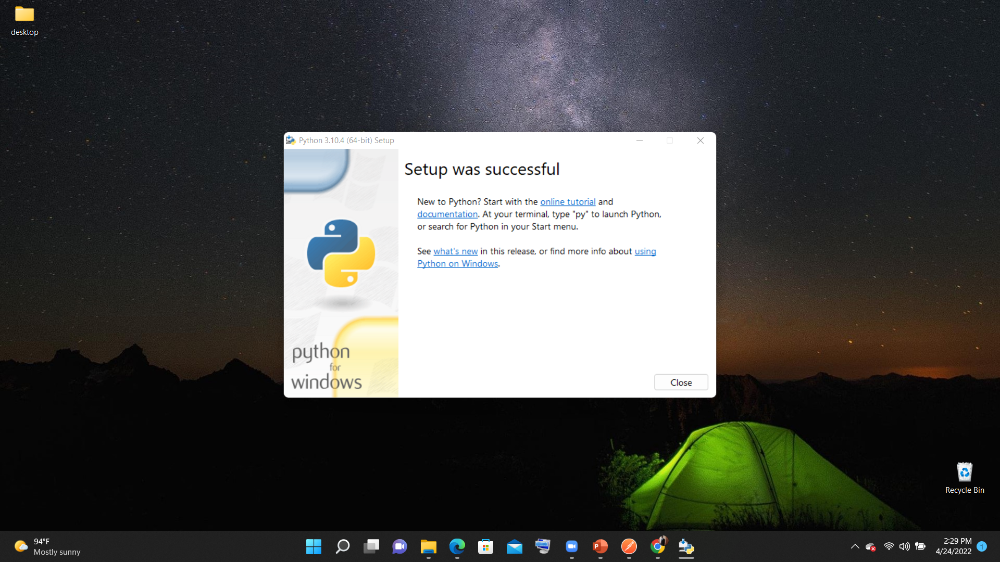 desktop
Python 3.10.4 (64-bit) Setup
Setup was successful
New to Python? Start with the online tutorial and
documentation. At your terminal, type "py" to launch Python,
or search for Python in your Start menu.
See what's new in this release, or find more info about using
Python on Windows.
python
for
windows
Close
Recycle Bin
94°F
Mostly sunny
P
2:29 PM
4/24/2022
1